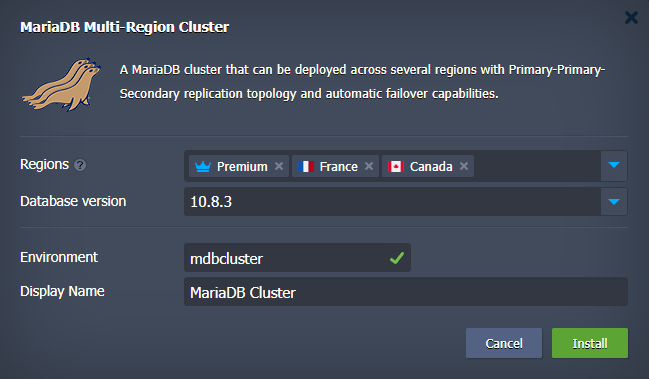 MariaDB Multi-Region Cluster
A MariaDB cluster that can be deployed across several regions with Primary-Primary-
Secondary replication topology and automatic failover capabilities.
Regions ? Premium × France × Canada ×
Database version 10.8.3
Environment mdbcluster
Display Name MariaDB Cluster
Cancel Install